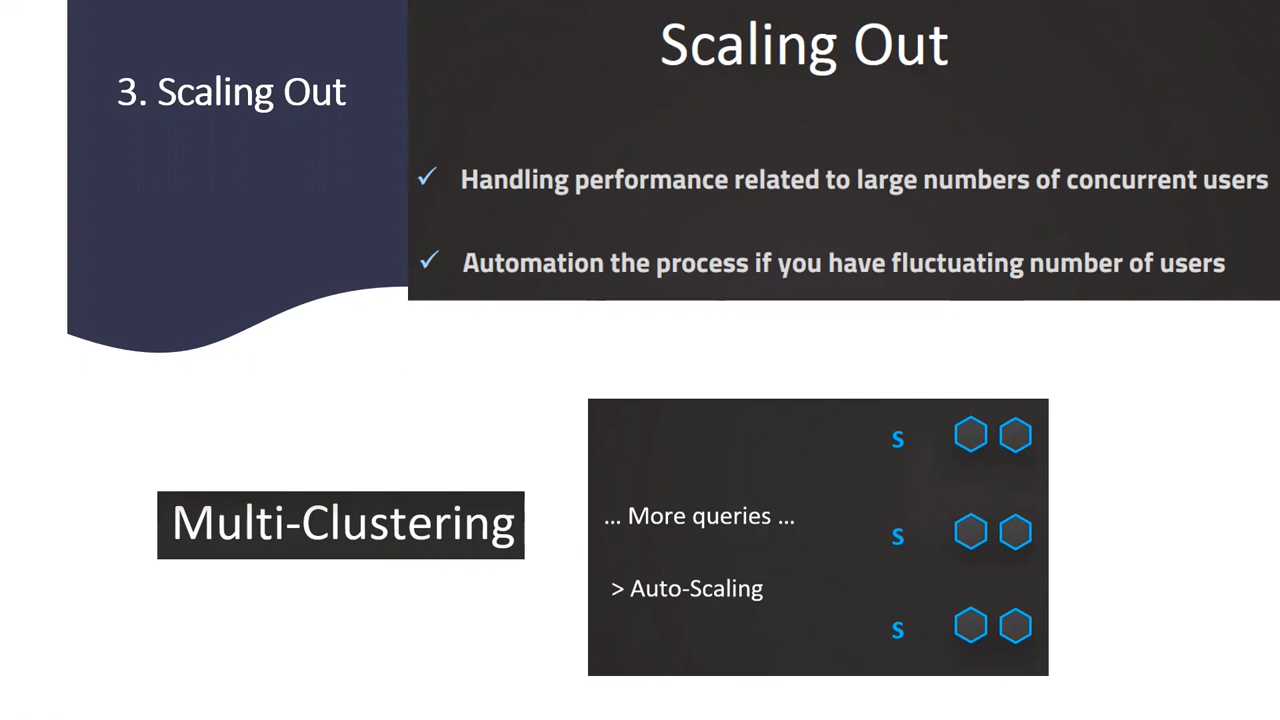 3. Scaling Out
Scaling Out
✓ Handling performance related to large numbers of concurrent users
✓ Automation the process if you have fluctuating number of users
Multi-Clustering
... More queries ...
> Auto-Scaling
S
S
S